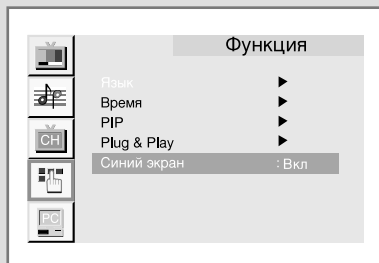 Функция
Язык ▶
Время ▶
PIP ▶
Plug & Play ▶
Синий экран : Вкл
CH
PC